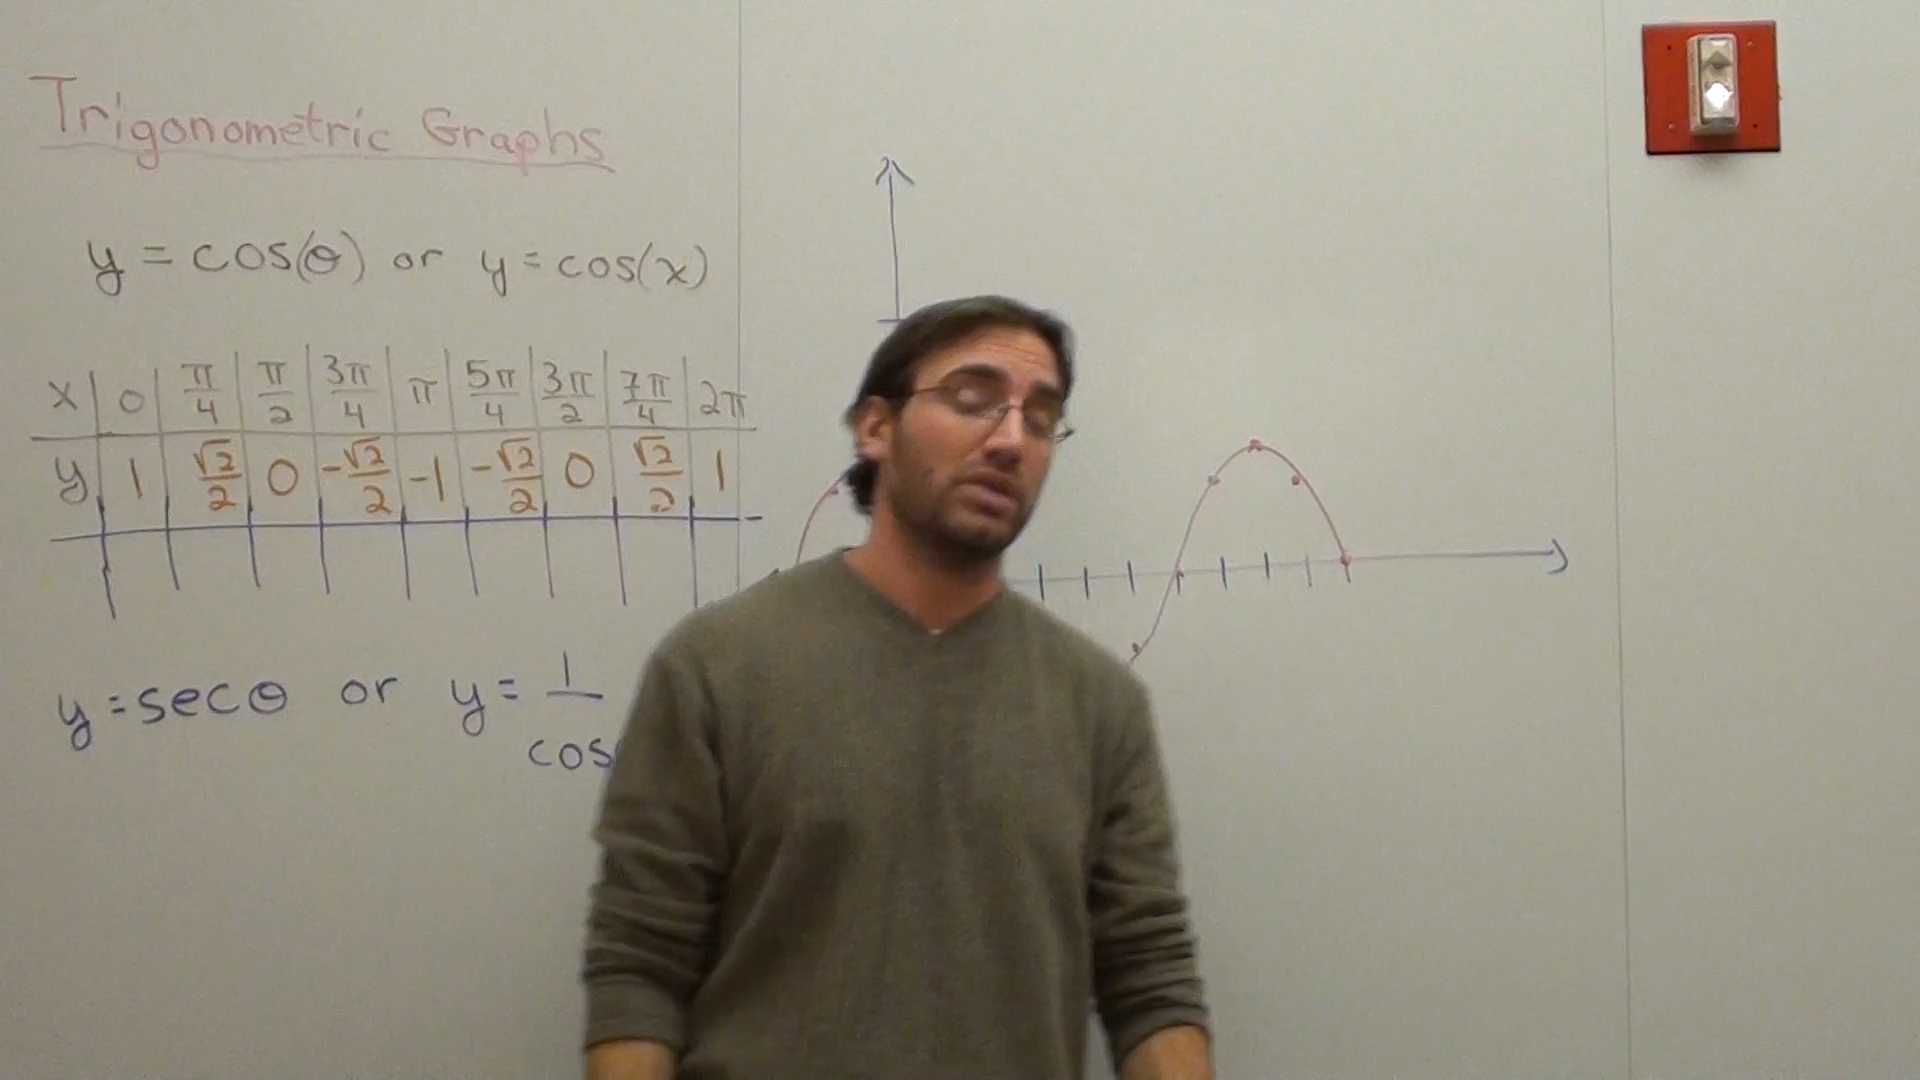 Trigonometric Graphs
y = cos(θ) or y = cos(x)
x | 0 | π/4 | π/2 | 3π/4 | π | 5π/4 | 3π/2 | 7π/4 | 2π
y | 1 | √2/2 | 0 | -√2/2 | -1 | -√2/2 | 0 | √2/2 | 1
y = secθ or y = 1/cos